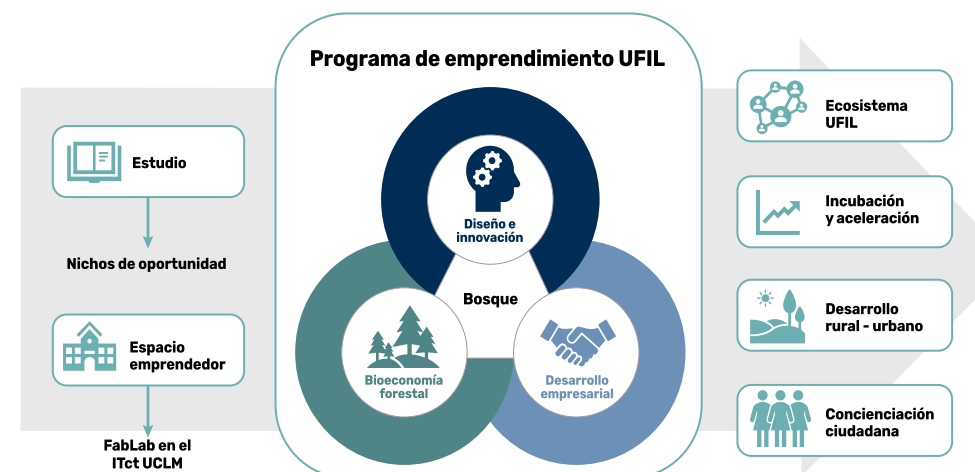 Programa de emprendimiento UFIL
Estudio
Nichos de oportunidad
Espacio
emprendedor
FabLab en el
ITct UCLM
Diseño e
innovación
Bosque
Bioeconomía
forestal
Desarrollo
empresarial
Ecosistema
UFIL
Incubación
y aceleración
Desarrollo
rural - urbano
Concienciación
ciudadana